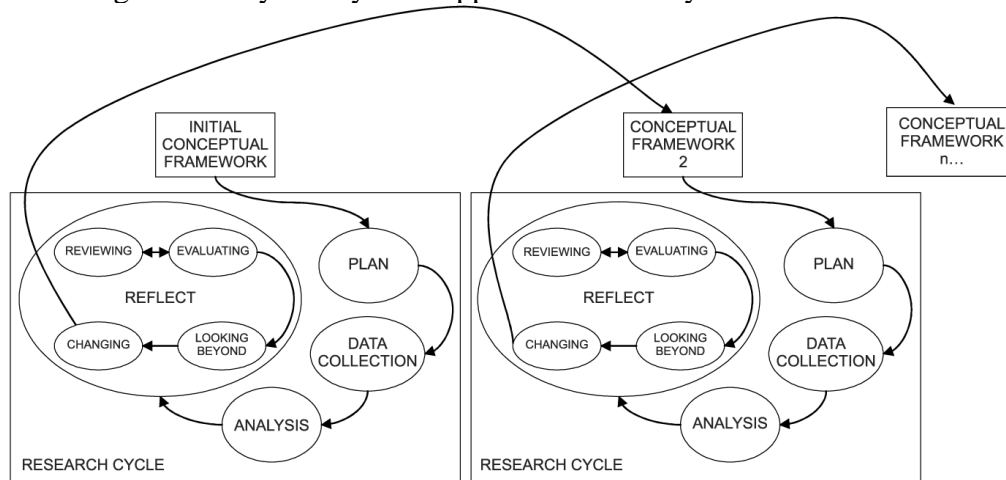 INITIAL
CONCEPTUAL
FRAMEWORK
CONCEPTUAL
FRAMEWORK
2
CONCEPTUAL
FRAMEWORK
n…
REVIEWING
EVALUATING
REFLECT
CHANGING
LOOKING
BEYOND
PLAN
DATA
COLLECTION
ANALYSIS
RESEARCH CYCLE
REVIEWING
EVALUATING
REFLECT
CHANGING
LOOKING
BEYOND
PLAN
DATA
COLLECTION
ANALYSIS
RESEARCH CYCLE